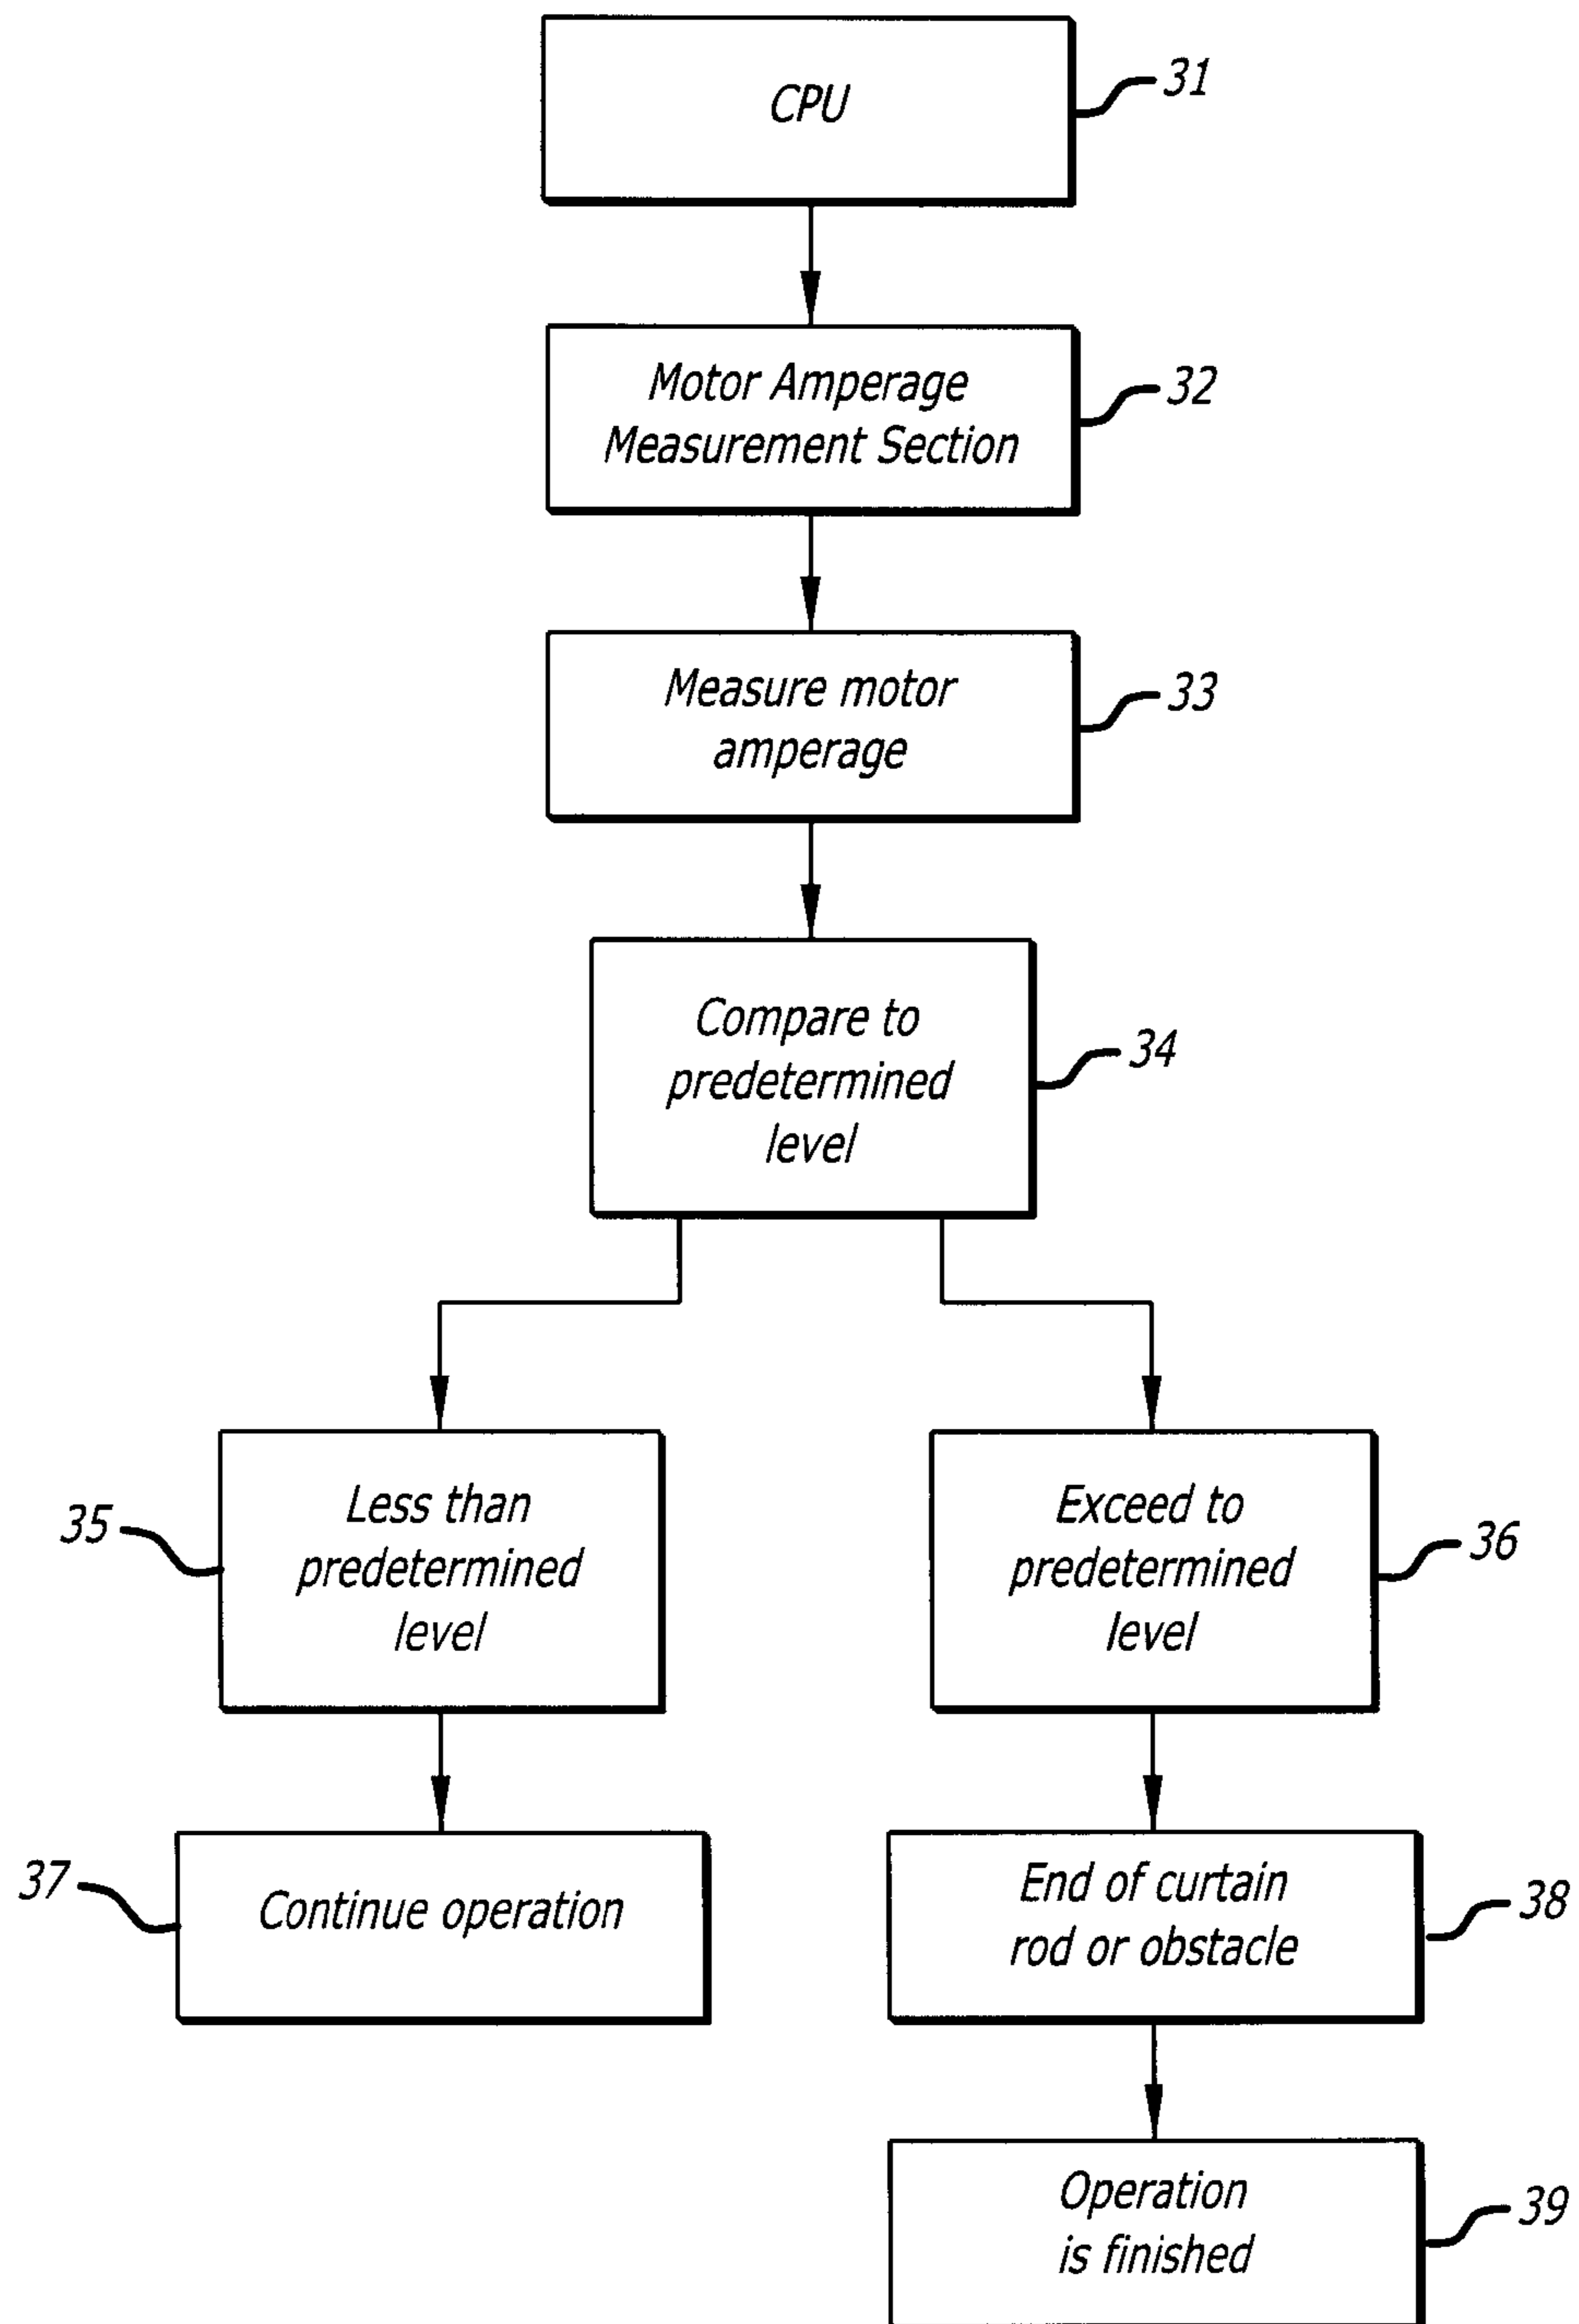 CPU
31
Motor Amperage
Measurement Section
32
Measure motor
amperage
33
Compare to
predetermined
level
34
Less than
predetermined
level
35
Exceed to
predetermined
level
36
Continue operation
37
End of curtain
rod or obstacle
38
Operation
is finished
39